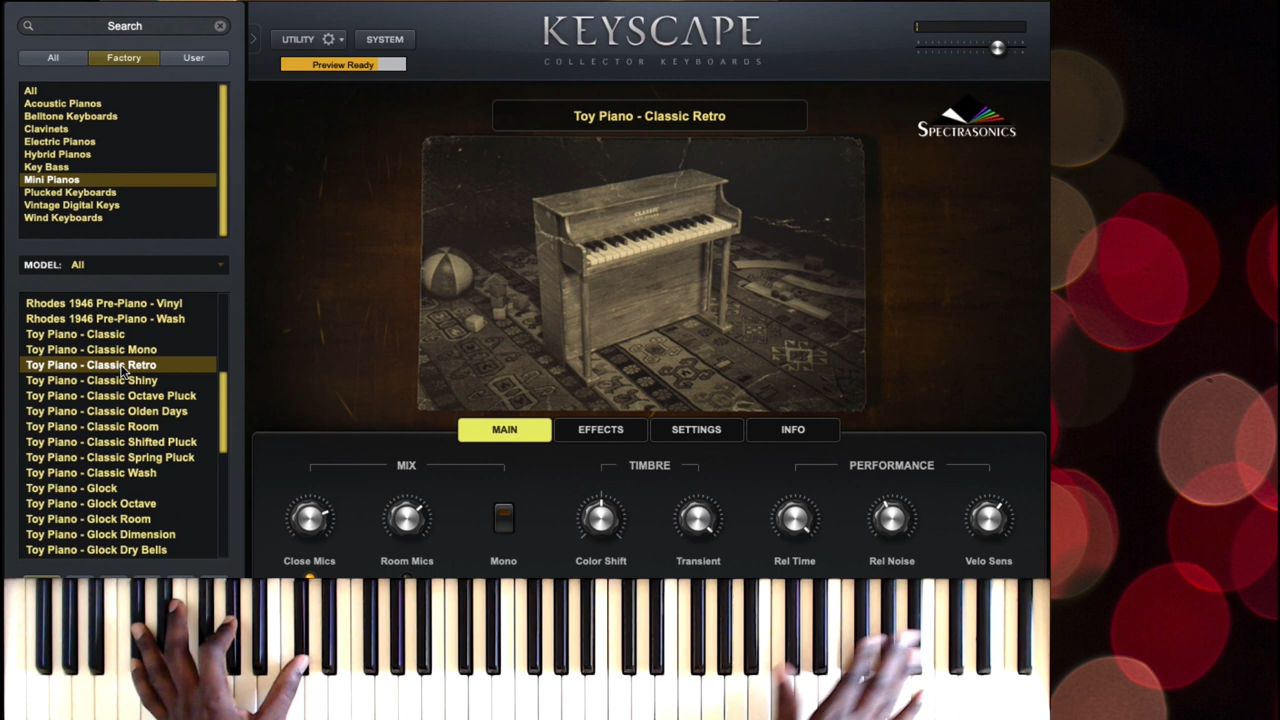 Search
All
Factory
User
All
Acoustic Pianos
Belltone Keyboards
Clavinets
Electric Pianos
Hybrid Pianos
Key Bass
Mini Pianos
Plucked Keyboards
Vintage Digital Keys
Wind Keyboards
MODEL: All
Rhodes 1946 Pre-Piano - Vinyl
Rhodes 1946 Pre-Piano - Wash
Toy Piano - Classic
Toy Piano - Classic Mono
Toy Piano - Classic Retro
Toy Piano - Classic Shiny
Toy Piano - Classic Octave Pluck
Toy Piano - Classic Olden Days
Toy Piano - Classic Room
Toy Piano - Classic Shifted Pluck
Toy Piano - Classic Spring Pluck
Toy Piano - Classic Wash
Toy Piano - Glock
Toy Piano - Glock Octave
Toy Piano - Glock Room
Toy Piano - Glock Dimension
Toy Piano - Glock Dry Bells
UTILITY
SYSTEM
Preview Ready
KEYSCAPE
COLLECTOR KEYBOARDS
Toy Piano - Classic Retro
SPECTRASONICS
CLASSIC
MAIN
EFFECTS
SETTINGS
INFO
MIX
TIMBRE
PERFORMANCE
Close Mics
Room Mics
Mono
Color Shift
Transient
Rel Time
Rel Noise
Velo Sens